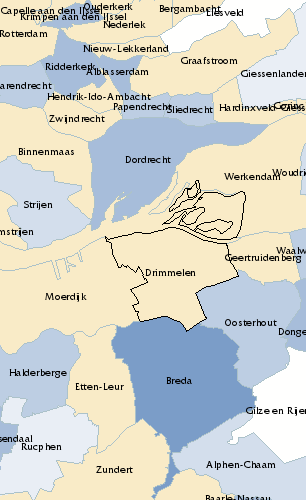 Capelle aan den IJssel
Ouderkerk
Bergambacht
Krimpen aan den IJssel
Liesveld
Nederlek
Rotterdam
Nieuw-Lekkerland
Graafstroom
Ridderkerk
Alblasserdam
Giessenlanden
arendrecht
Hendrik-Ido-Ambacht
Papendrecht
Sliedrecht
Hardinxveld-Giess
Zwijndrecht
Binnenmaas
Dordrecht
Werkendam
Woudri
Strijen
mstrijen
Waalw
Geertruidenberg
Drimmelen
Moerdijk
Oosterhout
Donge
Halderberge
Etten-Leur
Breda
Gilze en Rijen
sendaal
Rucphen
Zundert
Alphen-Chaam
Baarle-Nassau